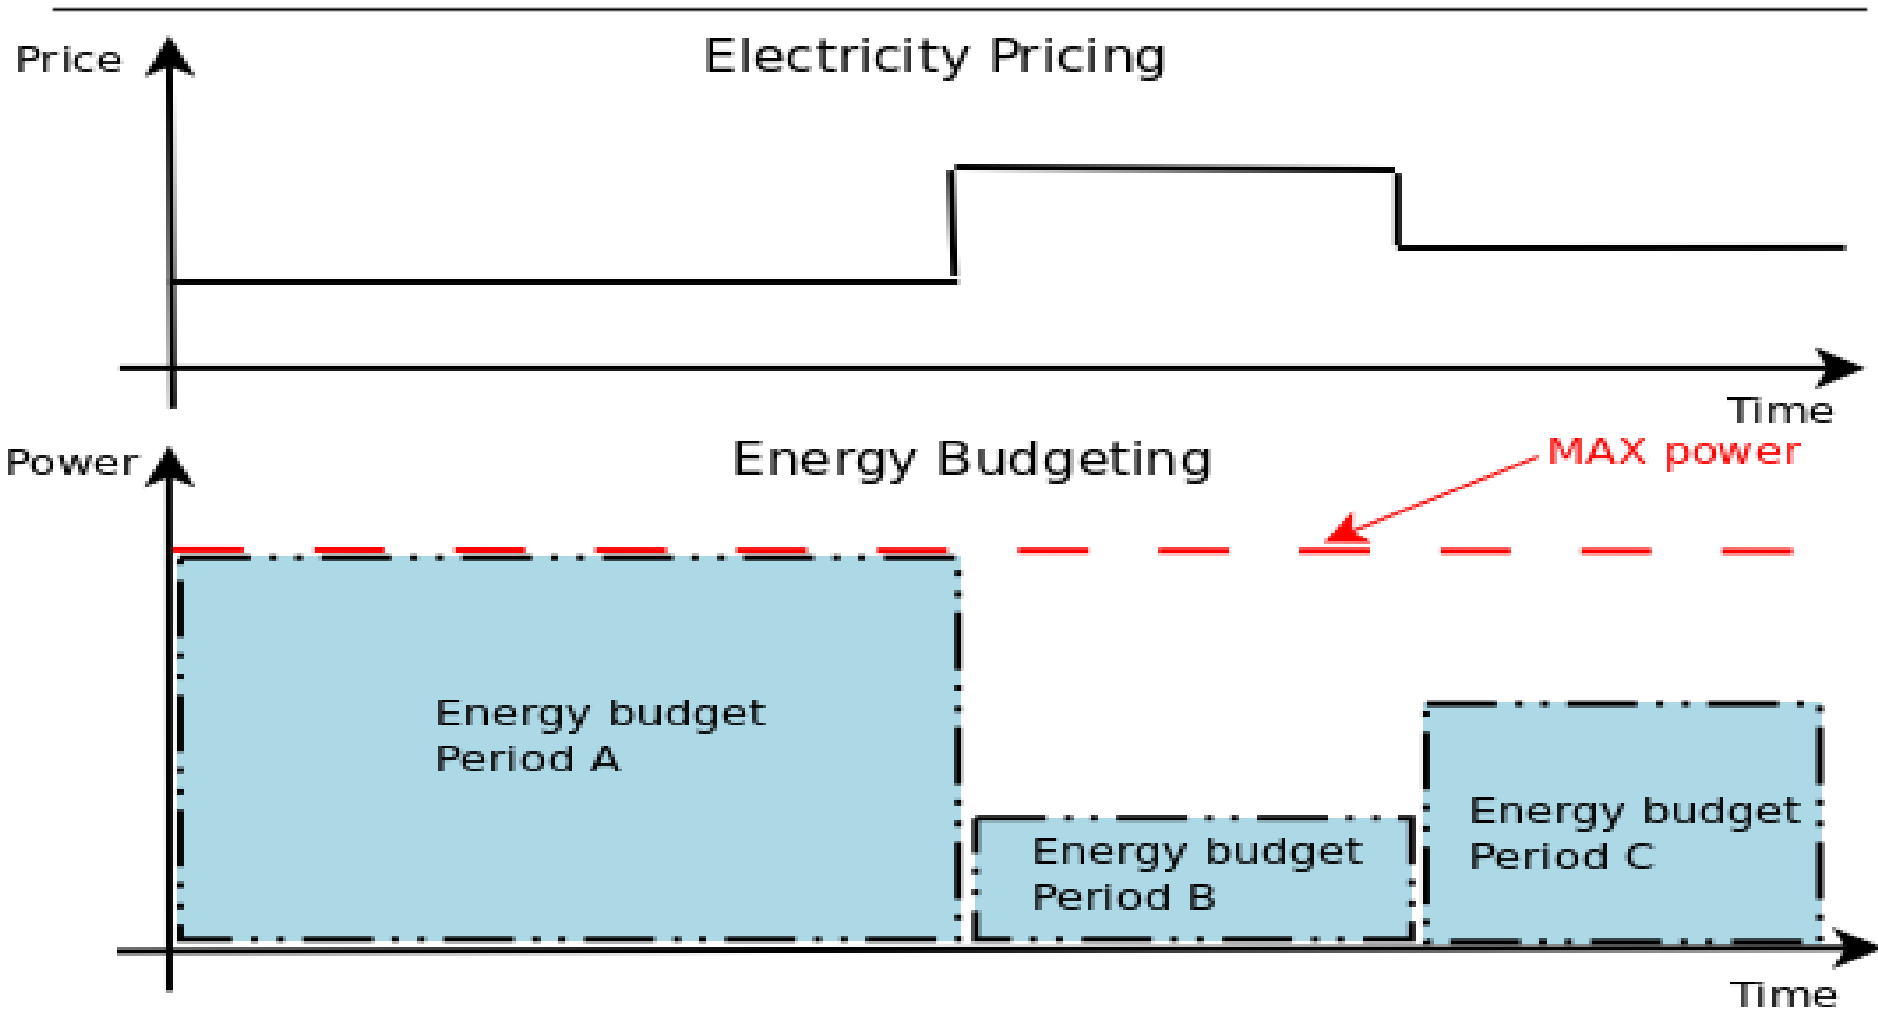 Electricity Pricing
Price
Time
Energy Budgeting
Power
MAX power
Energy budget
Period A
Energy budget
Period B
Energy budget
Period C
Time